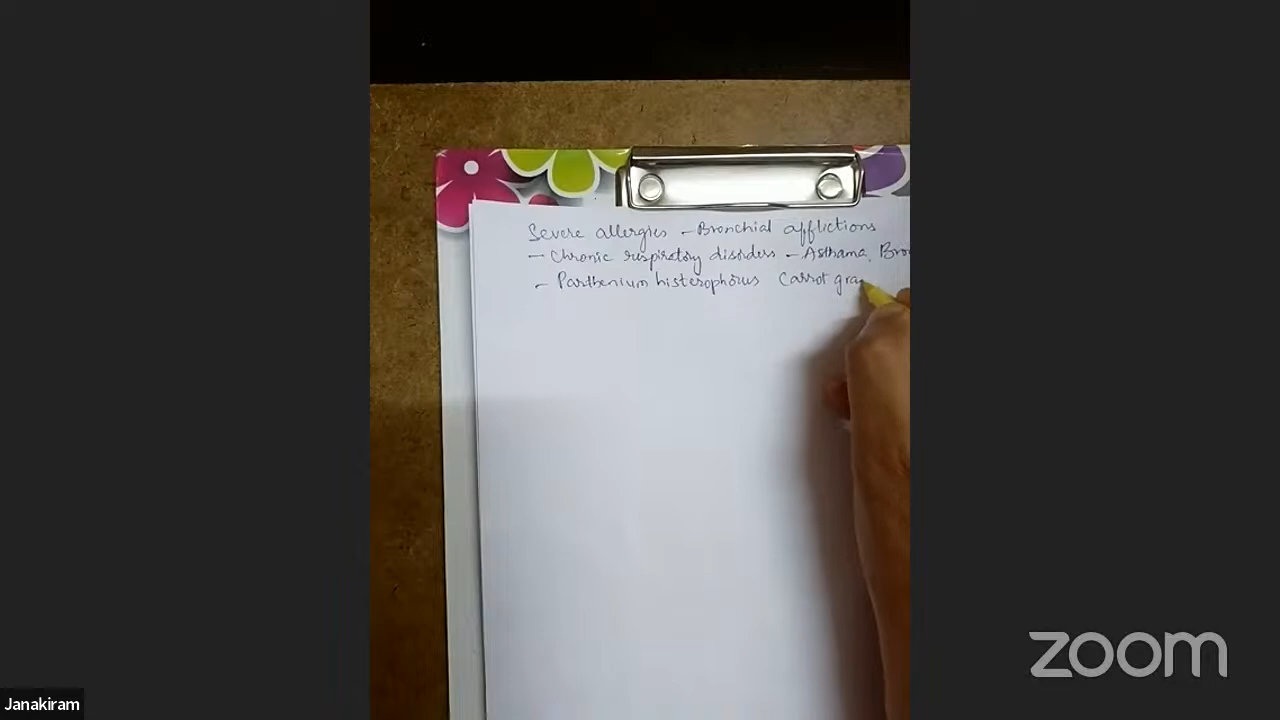 Severe allergies - Bronchial afflictions
- Chronic respiratory disorders - Asthama, Bro
- Parthenium histerophorus Carrot gra
zoom
Janakiram